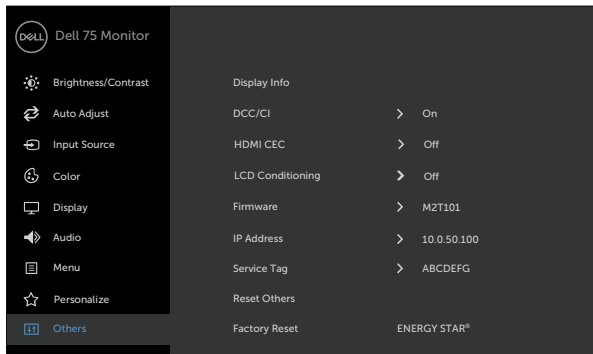 DELL Dell 75 Monitor
Brightness/Contrast Display Info
Auto Adjust DCC/CI > On
Input Source HDMI CEC > Off
Color LCD Conditioning > Off
Display Firmware > M2T101
Audio IP Address > 10.0.50.100
Menu Service Tag > ABCDEFG
Personalize Reset Others
Others Factory Reset ENERGY STAR®